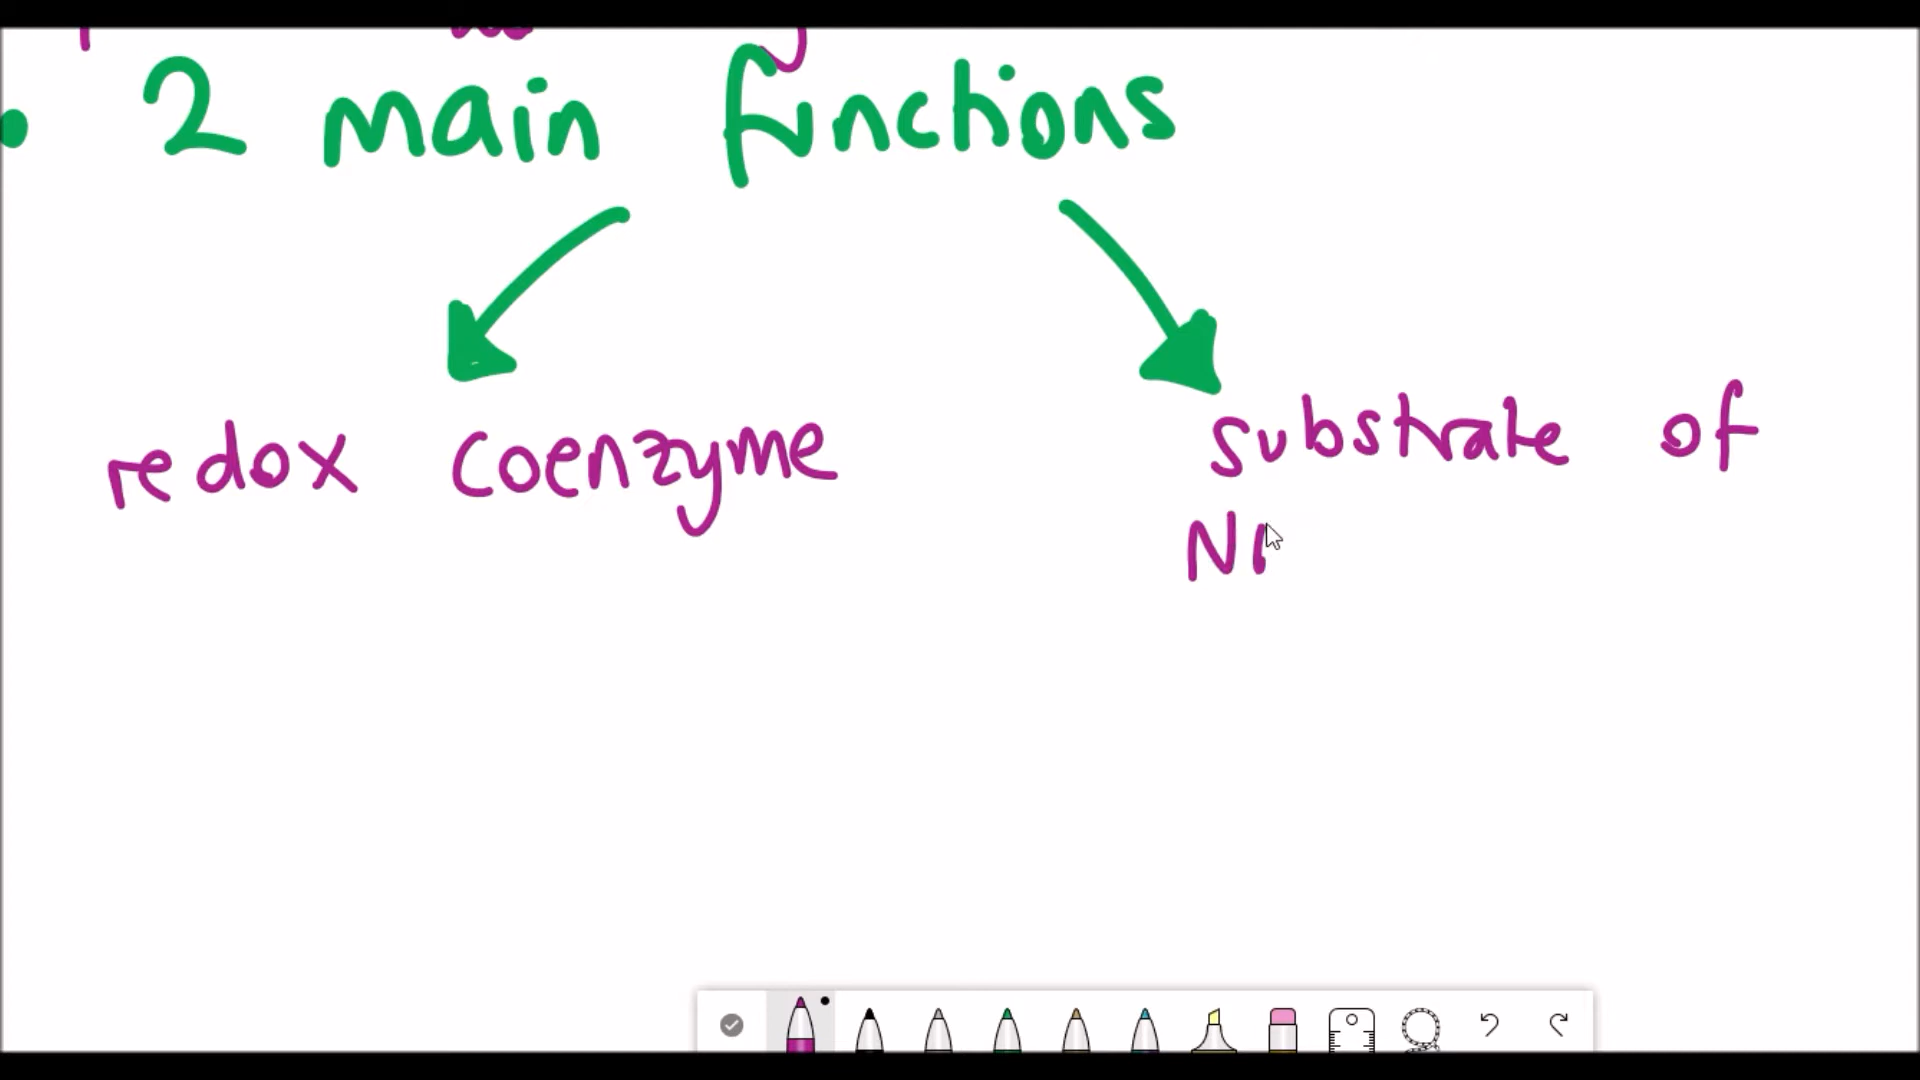 2 main functions
redox coenzyme
substrate of